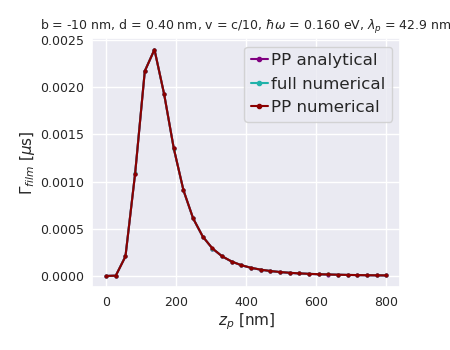 b = -10 nm, d = 0.40 nm, v = c/10, ℏω = 0.160 eV, λp = 42.9 nm
0.0025
0.0020
0.0015
0.0010
0.0005
0.0000
Γfilm [μs]
PP analytical
full numerical
PP numerical
0 200 400 600 800
zp [nm]